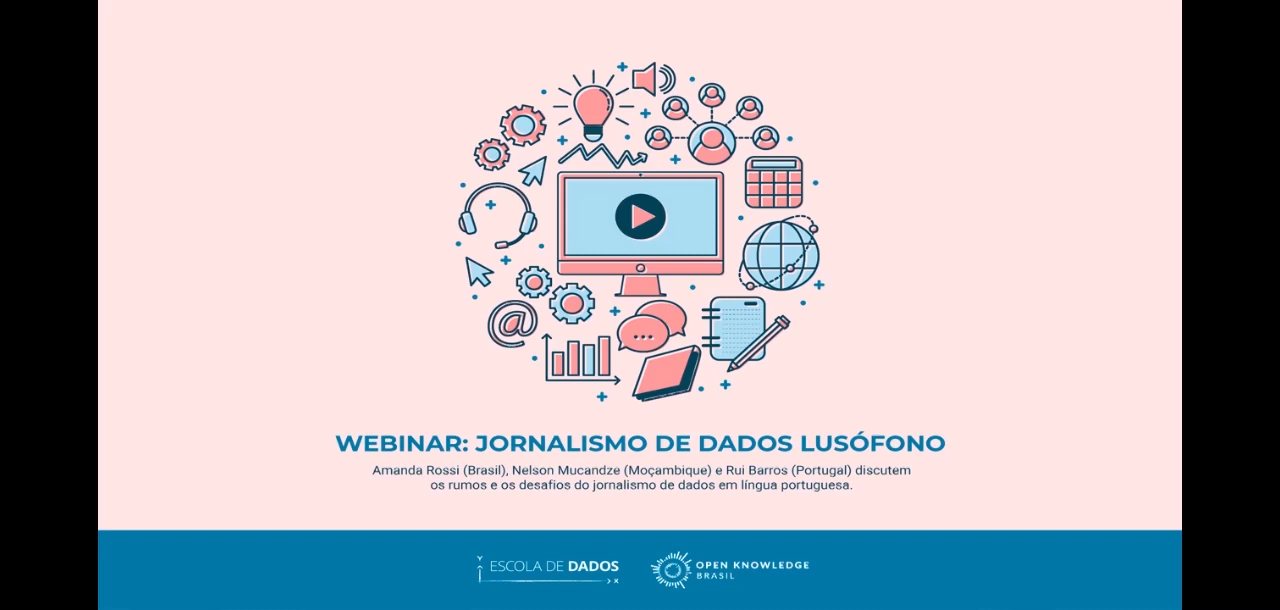 WEBINAR: JORNALISMO DE DADOS LUSÓFONO
Amanda Rossi (Brasil), Nelson Mucandze (Moçambique) e Rui Barros (Portugal) discutem
os rumos e os desafios do jornalismo de dados em língua portuguesa.
Y
ESCOLA DE DADOS
X
OPEN KNOWLEDGE
BRASIL